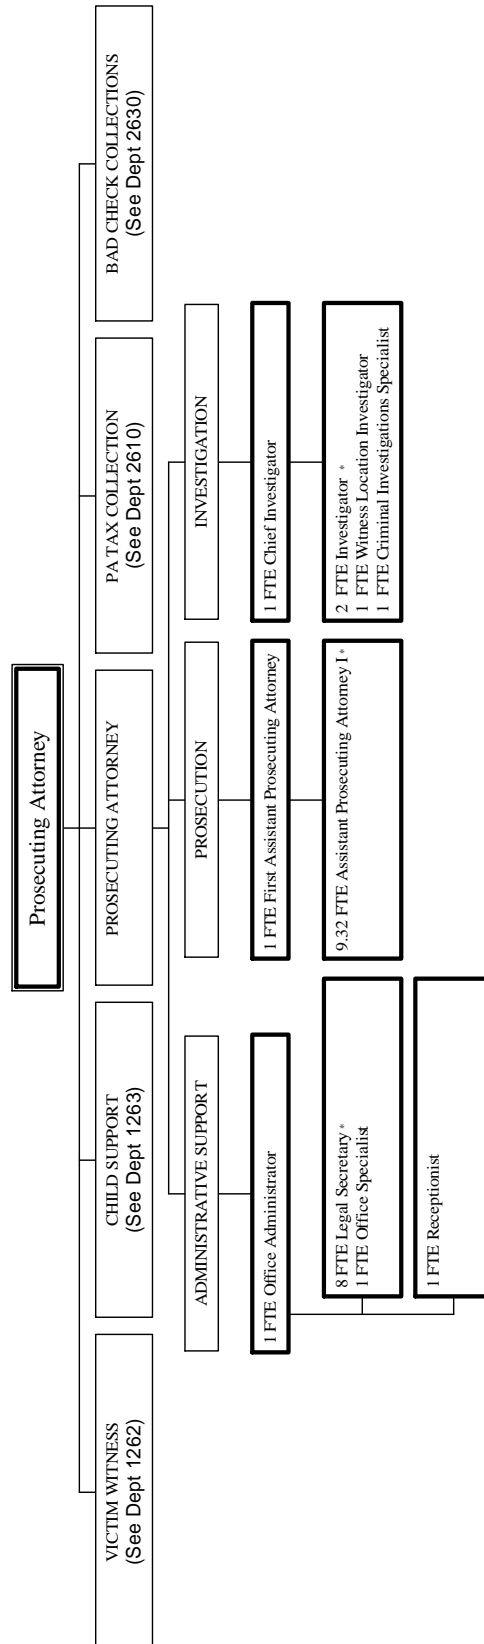 Prosecuting Attorney
VICTIM WITNESS
(See Dept 1262)
CHILD SUPPORT
(See Dept 1263)
PROSECUTING ATTORNEY
PA TAX COLLECTION
(See Dept 2610)
BAD CHECK COLLECTIONS
(See Dept 2630)
ADMINISTRATIVE SUPPORT
1 FTE Office Administrator
8 FTE Legal Secretary *
1 FTE Office Specialist
1 FTE Receptionist
PROSECUTION
1 FTE First Assistant Prosecuting Attorney
9.32 FTE Assistant Prosecuting Attorney I *
INVESTIGATION
1 FTE Chief Investigator
2 FTE Investigator *
1 FTE Witness Location Investigator
1 FTE Criminal Investigations Specialist